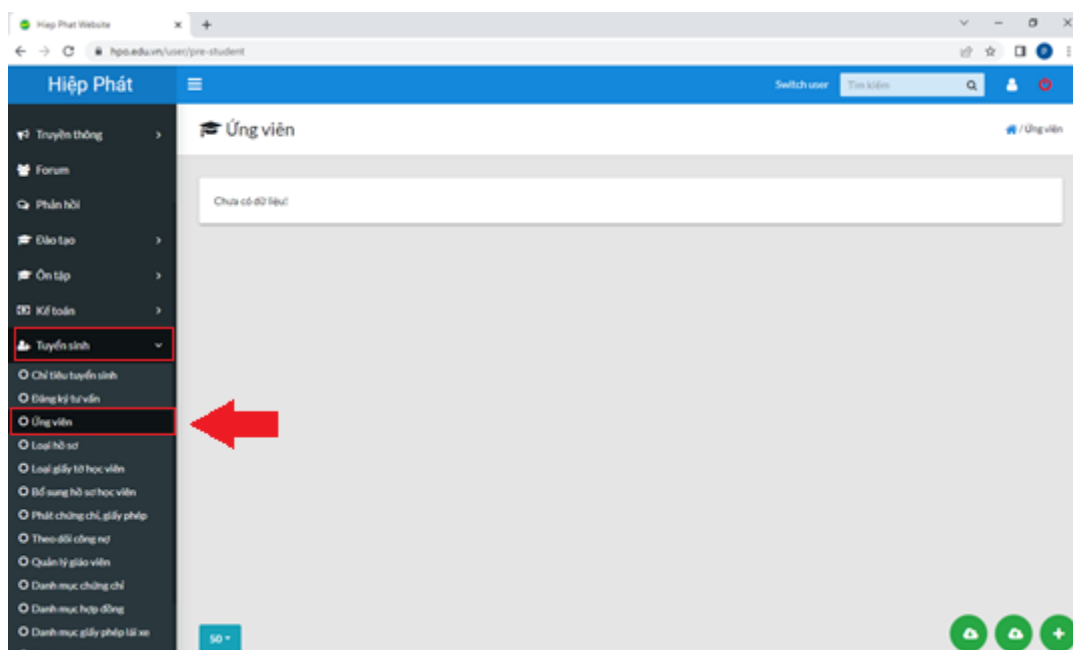 Hiep Phat Website
hpo.edu.vn/user/pre-student
Hiệp Phát
Switch user
Tìm kiếm
Truyền thông
Ứng viên
/ Ứng viên
Forum
Phản hồi
Chưa có dữ liệu!
Đào tạo
Ôn tập
Kế toán
Tuyển sinh
Chỉ tiêu tuyển sinh
Đăng ký tư vấn
Ứng viên
Loại hồ sơ
Loại giấy tờ học viên
Bổ sung hồ sơ học viên
Phát chứng chỉ, giấy phép
Theo dõi công nợ
Quản lý giáo viên
Danh mục chứng chỉ
Danh mục hợp đồng
Danh mục giấy phép lái xe
50